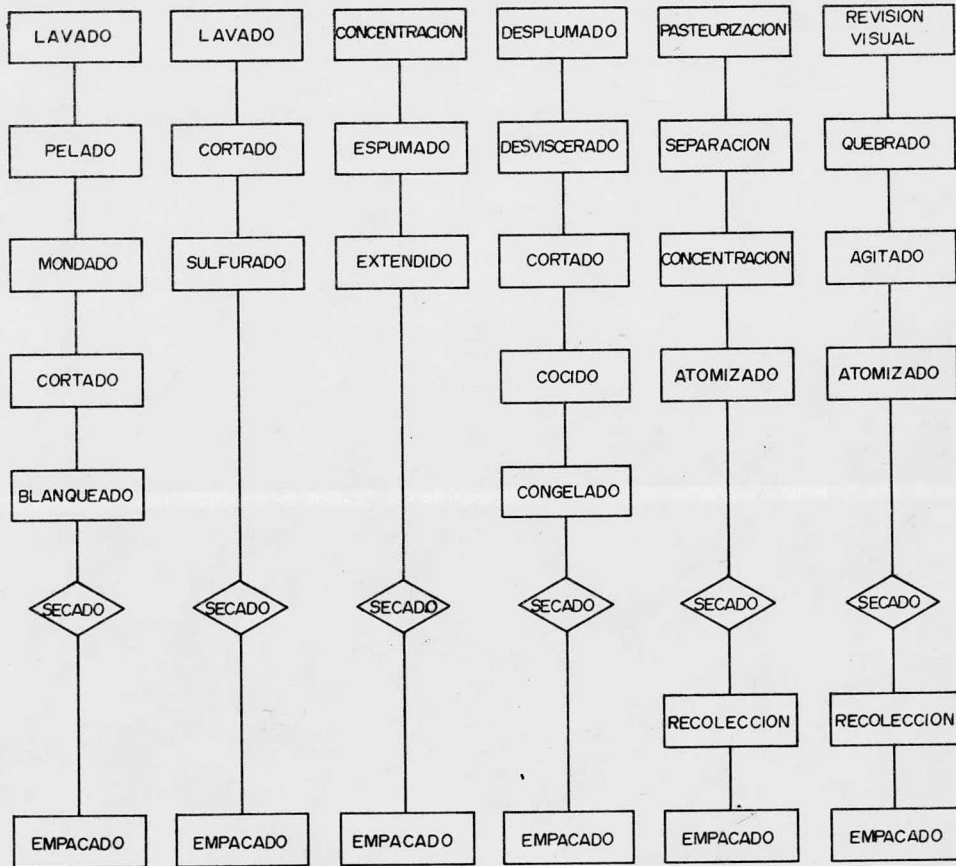 LAVADO
PELADO
MONDADO
CORTADO
BLANQUEADO
SECADO
EMPACADO
LAVADO
CORTADO
SULFURADO
SECADO
EMPACADO
CONCENTRACION
ESPUMADO
EXTENDIDO
SECADO
EMPACADO
DESPLUMADO
DESVISCERADO
CORTADO
COCIDO
CONGELADO
SECADO
EMPACADO
PASTEURIZACION
SEPARACION
CONCENTRACION
ATOMIZADO
SECADO
RECOLECCION
EMPACADO
REVISION
VISUAL
QUEBRADO
AGITADO
ATOMIZADO
SECADO
RECOLECCION
EMPACADO